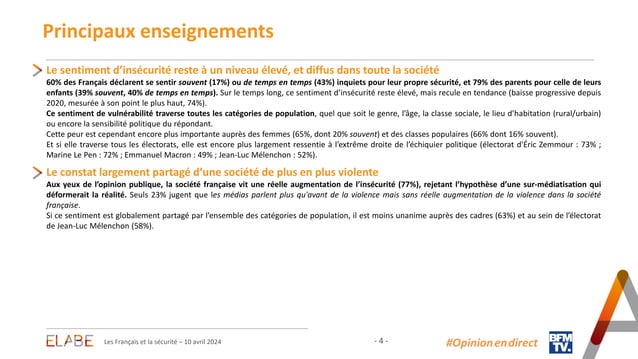 Principaux enseignements
Le sentiment d'insécurité reste à un niveau élevé, et diffus dans toute la société
60% des Français déclarent se sentir souvent (17%) ou de temps en temps (43%) inquiets pour leur propre sécurité, et 79% des parents pour celle de leurs
enfants (39% souvent, 40% de temps en temps). Sur le temps long, ce sentiment d'insécurité reste élevé, mais recule en tendance (baisse progressive depuis
2020, mesurée à son point le plus haut, 74%).
Ce sentiment de vulnérabilité traverse toutes les catégories de population, quel que soit le genre, l'âge, la classe sociale, le lieu d'habitation (rural/urbain)
ou encore la sensibilité politique du répondant.
Cette peur est cependant encore plus importante auprès des femmes (65%, dont 20% souvent) et des classes populaires (66% dont 16% souvent).
Et si elle traverse tous les électorats, elle est encore plus largement ressentie à l'extrême droite de l'échiquier politique (électorat d'Éric Zemmour : 73% ;
Marine Le Pen : 72% ; Emmanuel Macron : 49% ; Jean-Luc Mélenchon : 52%).
Le constat largement partagé d'une société de plus en plus violente
Aux yeux de l'opinion publique, la société française vit une réelle augmentation de l'insécurité (77%), rejetant l'hypothèse d'une sur-médiatisation qui
déformerait la réalité. Seuls 23% jugent que les médias parlent plus qu'avant de la violence mais sans réelle augmentation de la violence dans la société
française.
Si ce sentiment est globalement partagé par l'ensemble des catégories de population, il est moins unanime auprès des cadres (63%) et au sein de l'électorat
de Jean-Luc Mélenchon (58%).
ELABE
Les Français et la sécurité – 10 avril 2024
- 4 -
#Opinionendirect
BFM
TV.